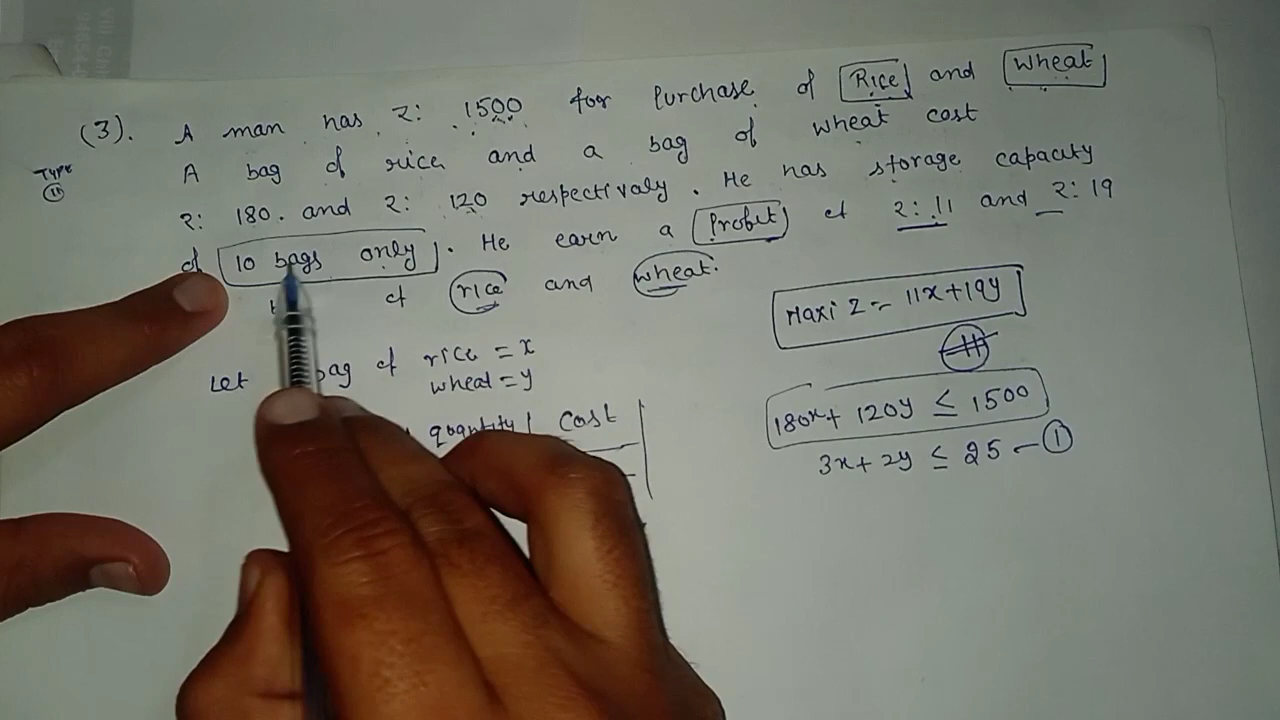 (3). A man has र: 1500 for Purchase of Rice and Wheat
Type
11
A bag of rice and a bag of wheat cost
र: 180. and र: 120 respectivaly. He has storage capacity
of 10 bags only. He earn a Profit of र: 11 and र: 19
of rice and wheat.
Maxi Z = 11x+19y
Let bag of rice = x
wheat = y
180x + 120y ≤ 1500
quantity cost
3x + 2y ≤ 25 - 1